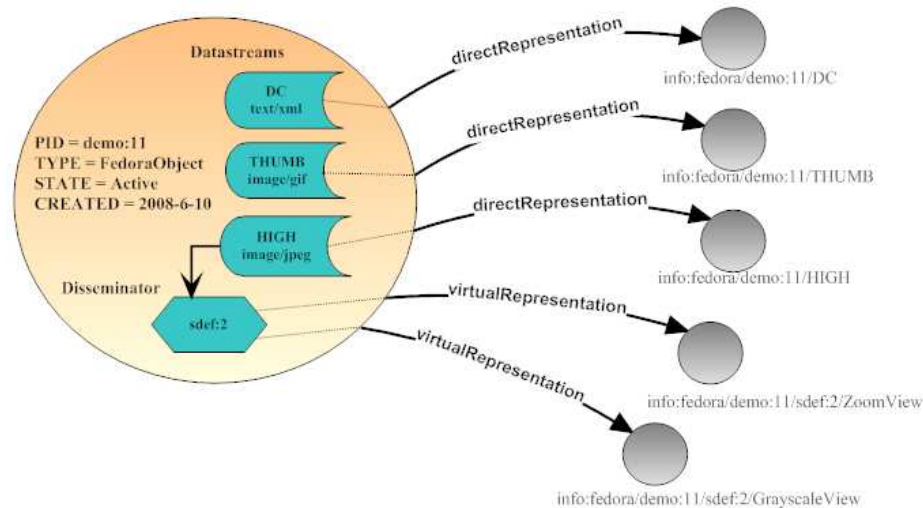 Datastreams
DC
text/xml
PID = demo:11
TYPE = FedoraObject
STATE = Active
CREATED = 2008-6-10
THUMB
image/gif
HIGH
image/jpeg
Disseminator
sdef:2
directRepresentation
info:fedora/demo:11/DC
directRepresentation
info:fedora/demo:11/THUMB
directRepresentation
info:fedora/demo:11/HIGH
virtualRepresentation
info:fedora/demo:11/sdef:2/ZoomView
virtualRepresentation
info:fedora/demo:11/sdef:2/GrayscaleView